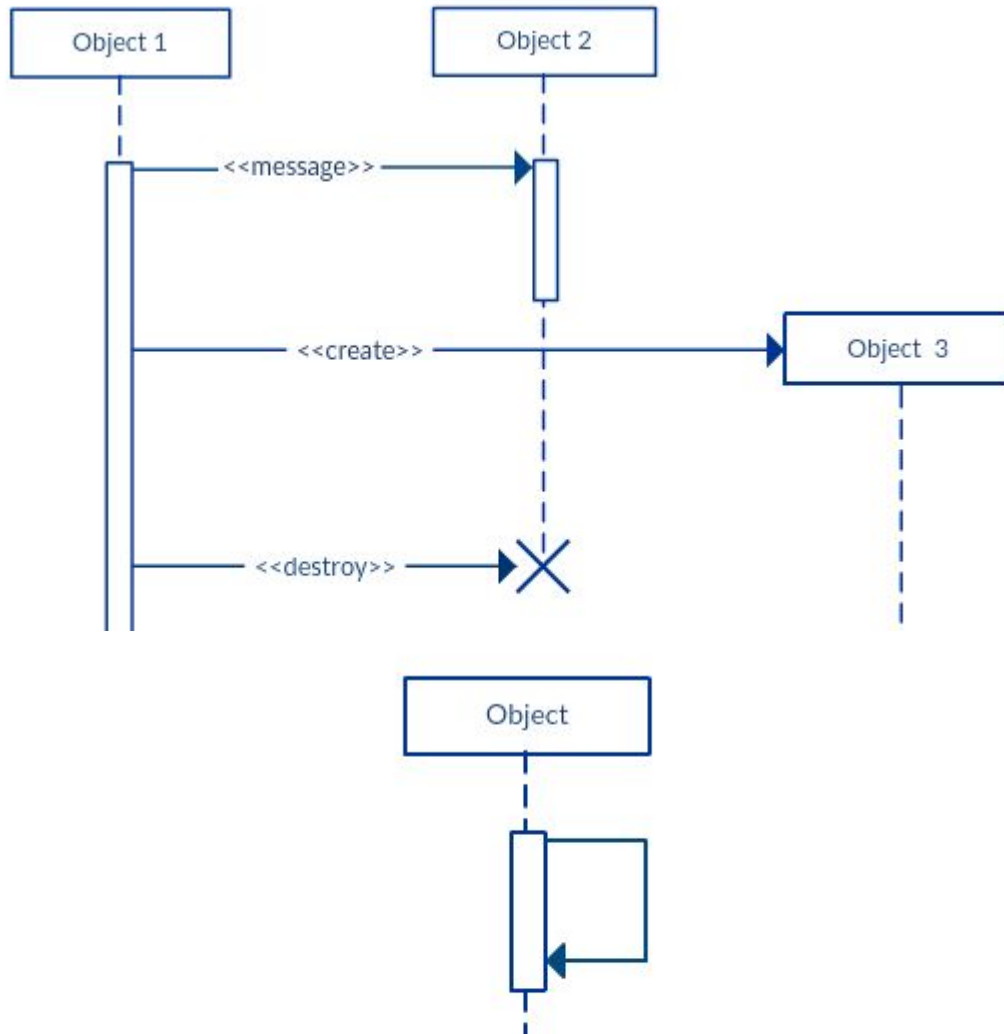 Object 1
Object 2
<<message>>
<<create>>
Object 3
<<destroy>>
Object